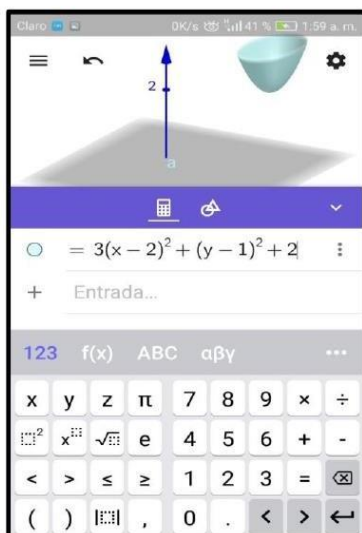 Claro 0K/s 41 % 1:59 a. m.
2
a
= 3(x − 2)² + (y − 1)² + 2
+ Entrada...
123 f(x) ABC αβγ
x y z π 7 8 9 × ÷
² x √ e 4 5 6 + -
< > ≤ ≥ 1 2 3 =
( ) | | , 0 . < >